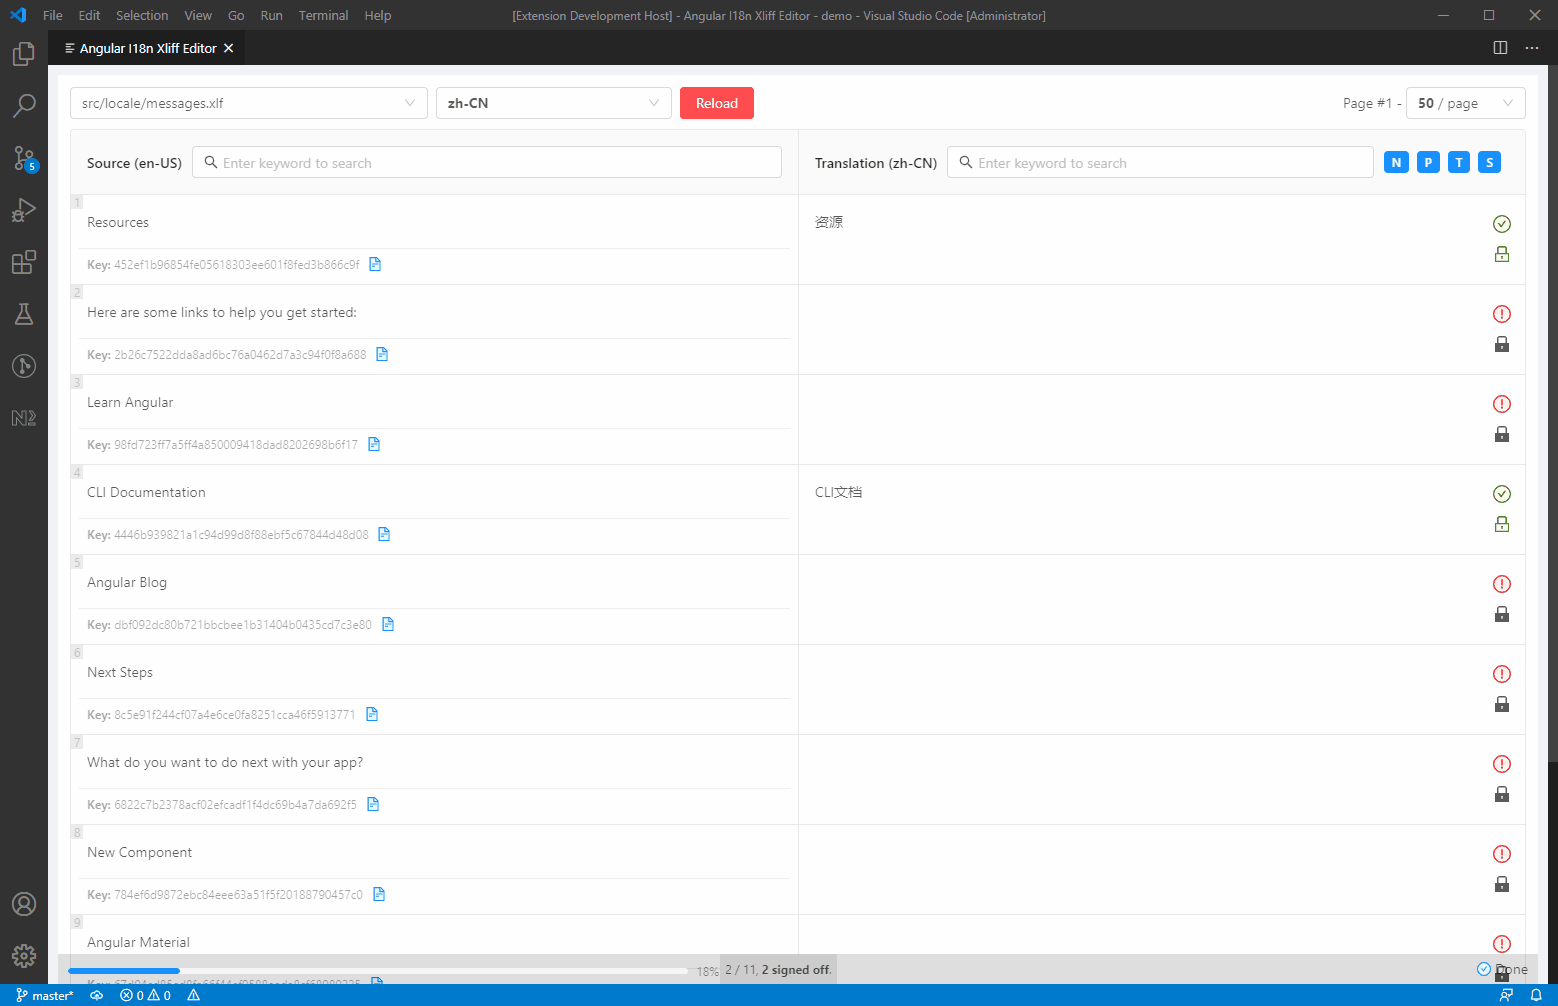 File Edit Selection View Go Run Terminal Help [Extension Development Host] - Angular I18n Xliff Editor - demo - Visual Studio Code [Administrator]
Angular I18n Xliff Editor
src/locale/messages.xlf zh-CN Reload Page #1 - 50 / page
Source (en-US) Enter keyword to search Translation (zh-CN) Enter keyword to search N P T S
5
1
Resources 资源
Key: 452ef1b96854fe05618303ee601f8fed3b866c9f
2
Here are some links to help you get started:
Key: 2b26c7522dda8ad6bc76a0462d7a3c94f0f8a688
3
Learn Angular
Key: 98fd723ff7a5ff4a850009418dad8202698b6f17
4
CLI Documentation CLI文档
Key: 4446b939821a1c94d99d8f88ebf5c67844d48d08
5
Angular Blog
Key: dbf092dc80b721bbcbee1b31404b0435cd7c3e80
6
Next Steps
Key: 8c5e91f244cf07a4e6ce0fa8251cca46f5913771
7
What do you want to do next with your app?
Key: 6822c7b2378acf02efcadf1f4dc69b4a7da692f5
8
New Component
Key: 784ef6d9872ebc84eee63a51f5f20188790457c0
9
Angular Material
18% 2 / 11, 2 signed off. Done
master* 0 0